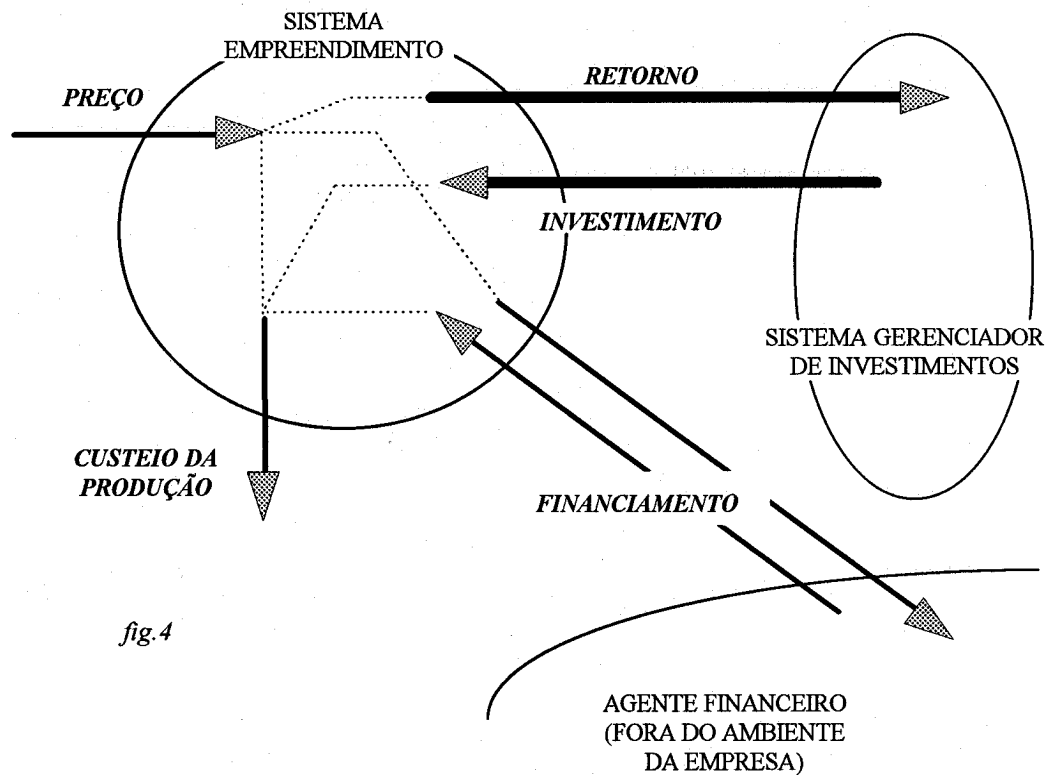 SISTEMA
EMPREENDIMENTO
PREÇO
RETORNO
INVESTIMENTO
SISTEMA GERENCIADOR
DE INVESTIMENTOS
CUSTEIO DA
PRODUÇÃO
FINANCIAMENTO
fig.4
AGENTE FINANCEIRO
(FORA DO AMBIENTE
DA EMPRESA)